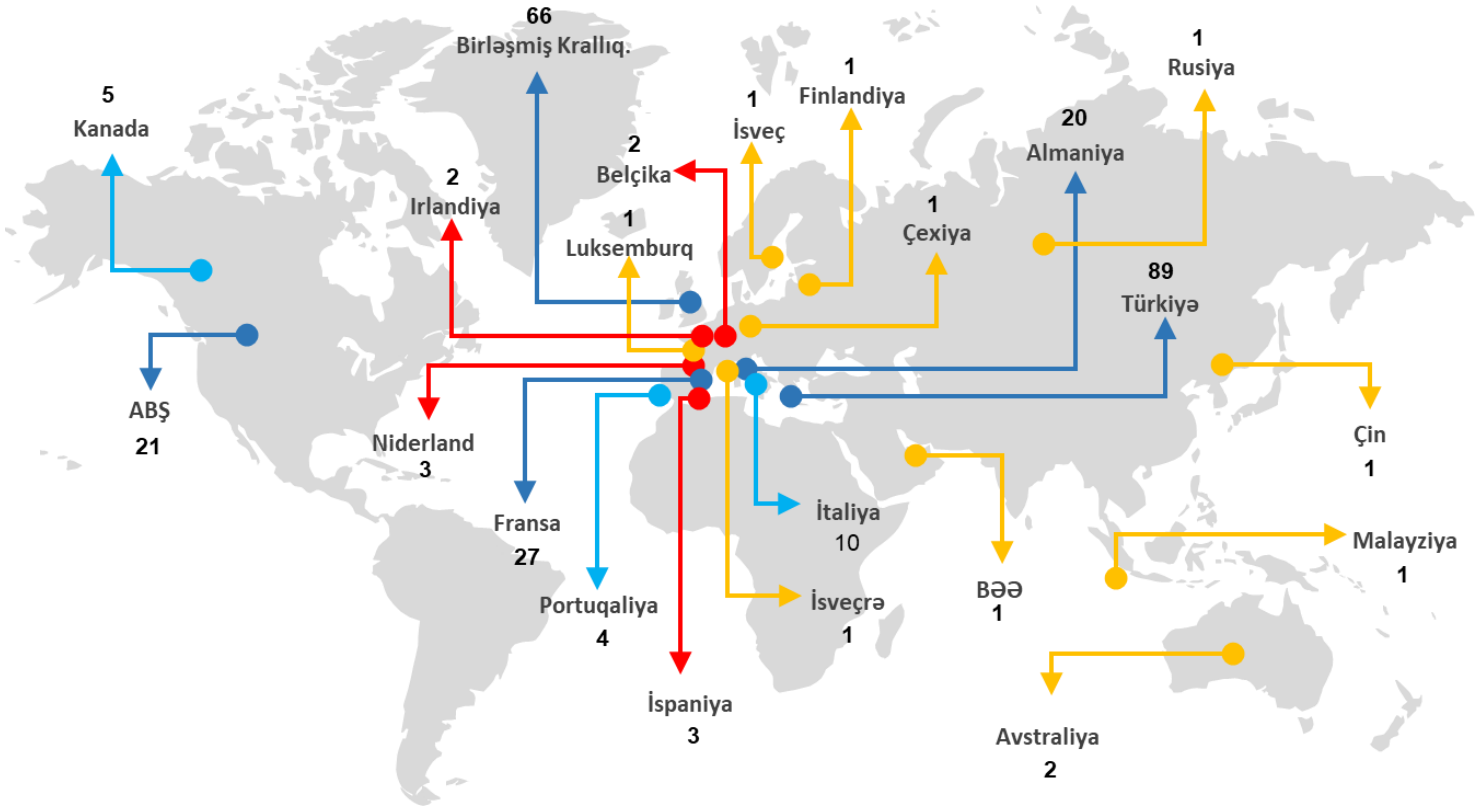 66
Birləşmiş Krallıq.
1
Rusiya
5
Kanada
1
Finlandiya
1
İsveç
20
Almaniya
2
Belçika
2
Irlandiya
1
Luksemburq
1
Çexiya
89
Türkiyə
ABŞ
21
Niderland
3
Çin
1
Fransa
27
İtaliya
10
Malayziya
1
Portuqaliya
4
İsveçrə
1
BƏƏ
1
İspaniya
3
Avstraliya
2